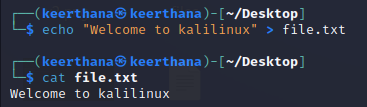 ┌──(keerthana㉿keerthana)-[~/Desktop]
└─$ echo "Welcome to kalilinux" > file.txt
┌──(keerthana㉿keerthana)-[~/Desktop]
└─$ cat file.txt
Welcome to kalilinux